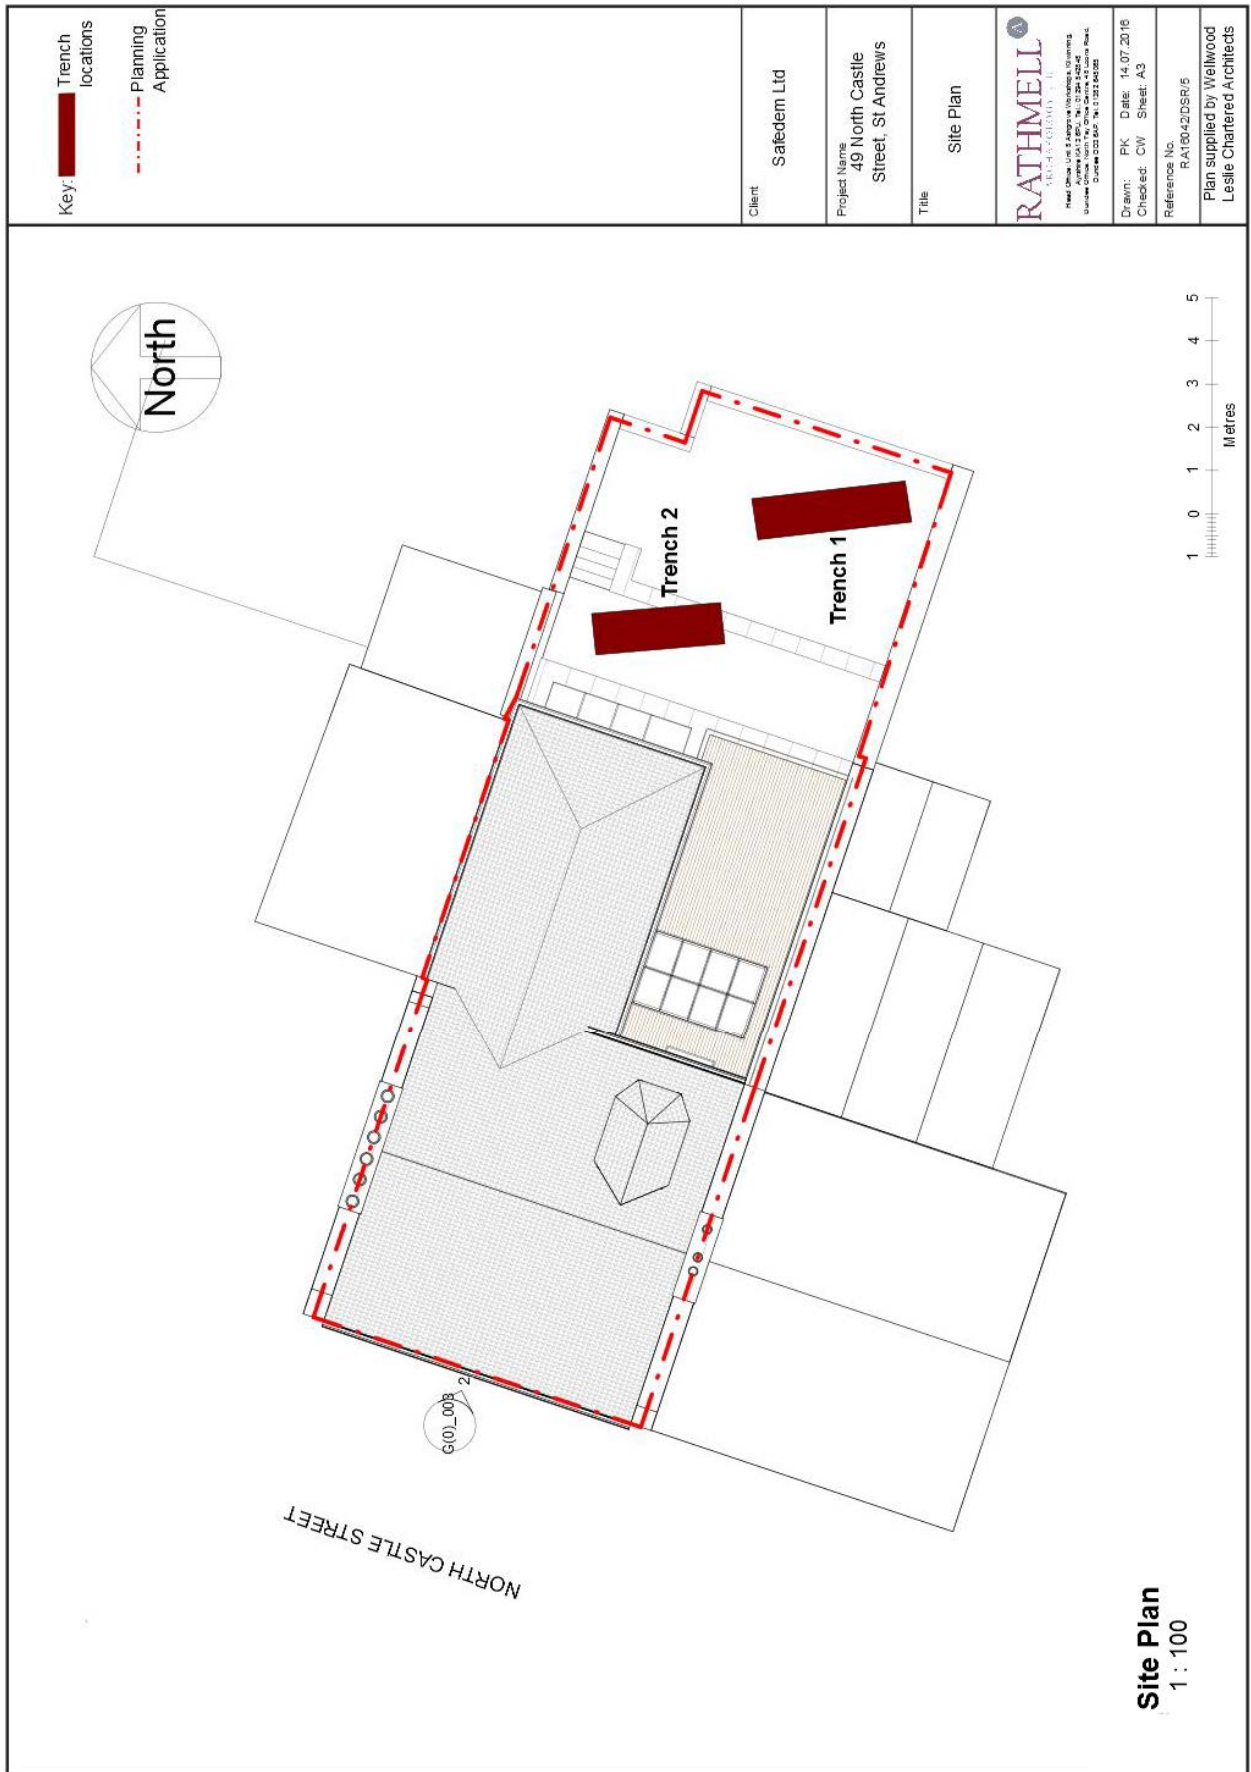 Key:
Trench
locations
Planning
Application
Client
Safedem Ltd
Project Name
49 North Castle
Street, St Andrews
Title
Site Plan
RATHMELL
Drawn: PK Date: 14.07.2016
Checked: CW Sheet: A3
Reference No.
RA16042/DSR/5
Plan supplied by Wellwood
Leslie Chartered Architects
North
Trench 2
Trench 1
1 0 1 2 3 4 5
Metres
2
NORTH CASTLE STREET
Site Plan
1 : 100